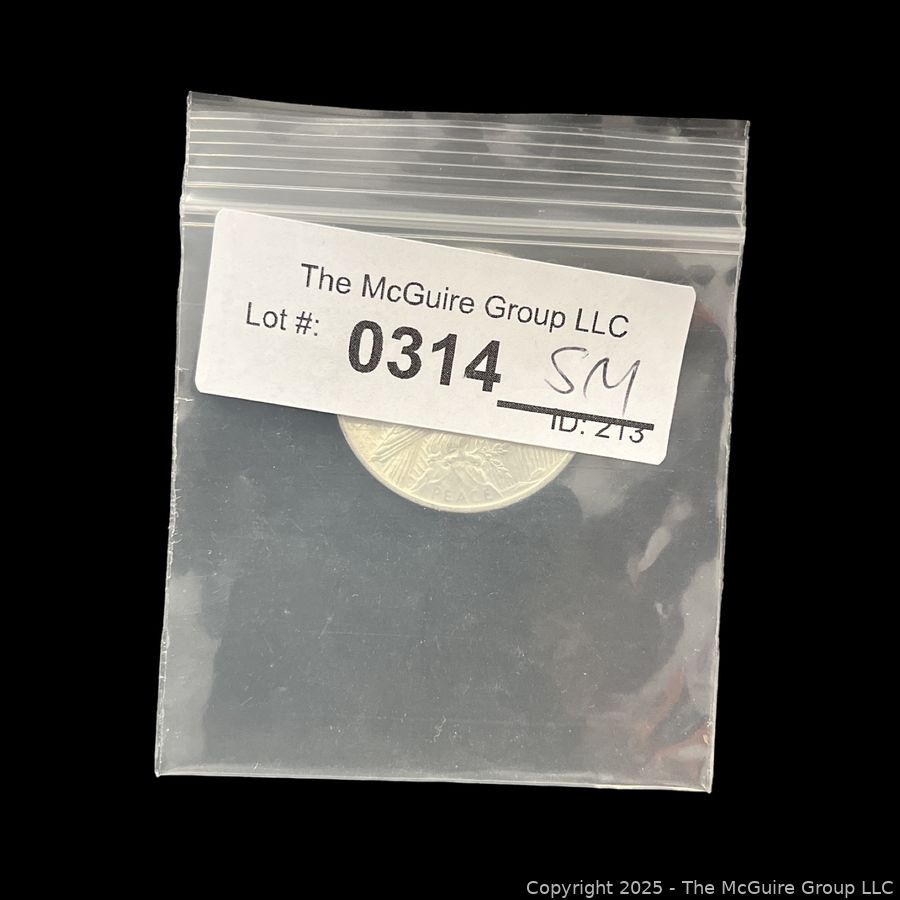 The McGuire Group LLC
Lot #: 0314 SM
ID: 213
PEACE
Copyright 2025 - The McGuire Group LLC